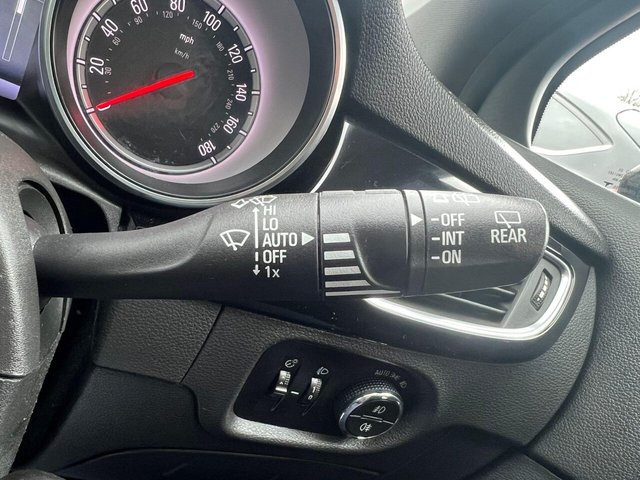 20 40 60 80 100 120 140 160 180
mph
km/h
HI
LO
AUTO
OFF
1x
OFF
INT
ON
REAR
AUTO